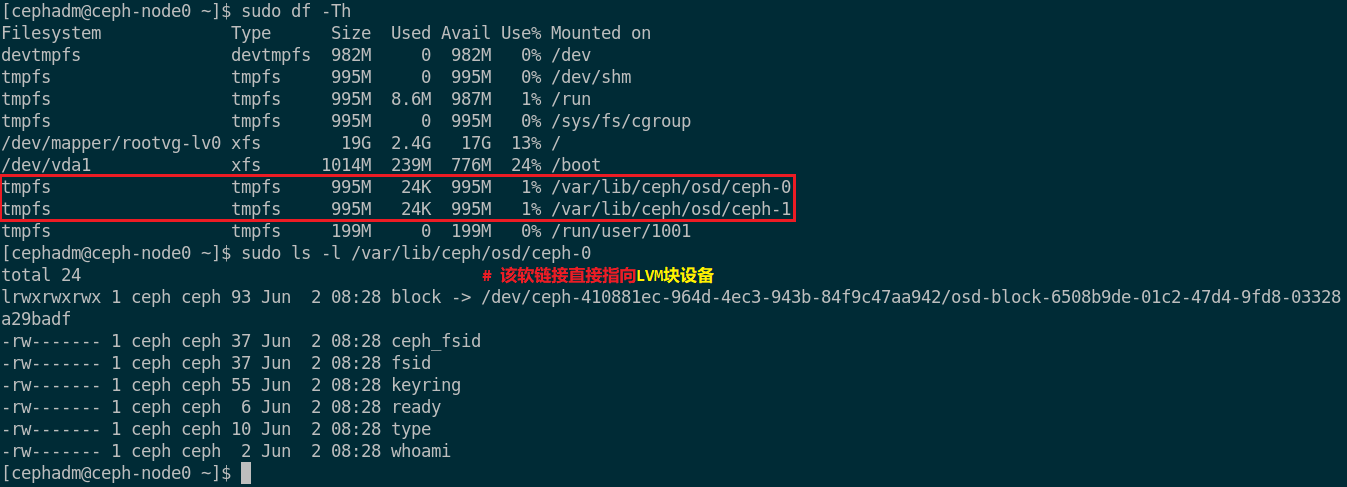 [cephadm@ceph-node0 ~]$ sudo df -Th
Filesystem             Type      Size  Used Avail Use% Mounted on
devtmpfs               devtmpfs  982M     0  982M   0% /dev
tmpfs                  tmpfs     995M     0  995M   0% /dev/shm
tmpfs                  tmpfs     995M  8.6M  987M   1% /run
tmpfs                  tmpfs     995M     0  995M   0% /sys/fs/cgroup
/dev/mapper/rootvg-lv0 xfs        19G  2.4G   17G  13% /
/dev/vda1              xfs      1014M  239M  776M  24% /boot
tmpfs                  tmpfs     995M   24K  995M   1% /var/lib/ceph/osd/ceph-0
tmpfs                  tmpfs     995M   24K  995M   1% /var/lib/ceph/osd/ceph-1
tmpfs                  tmpfs     199M     0  199M   0% /run/user/1001
[cephadm@ceph-node0 ~]$ sudo ls -l /var/lib/ceph/osd/ceph-0
total 24 # 该软链接直接指向LVM块设备
lrwxrwxrwx 1 ceph ceph 93 Jun  2 08:28 block -> /dev/ceph-410881ec-964d-4ec3-943b-84f9c47aa942/osd-block-6508b9de-01c2-47d4-9fd8-03328
a29badf
-rw------- 1 ceph ceph 37 Jun  2 08:28 ceph_fsid
-rw------- 1 ceph ceph 37 Jun  2 08:28 fsid
-rw------- 1 ceph ceph 55 Jun  2 08:28 keyring
-rw------- 1 ceph ceph  6 Jun  2 08:28 ready
-rw------- 1 ceph ceph 10 Jun  2 08:28 type
-rw------- 1 ceph ceph  2 Jun  2 08:28 whoami
[cephadm@ceph-node0 ~]$